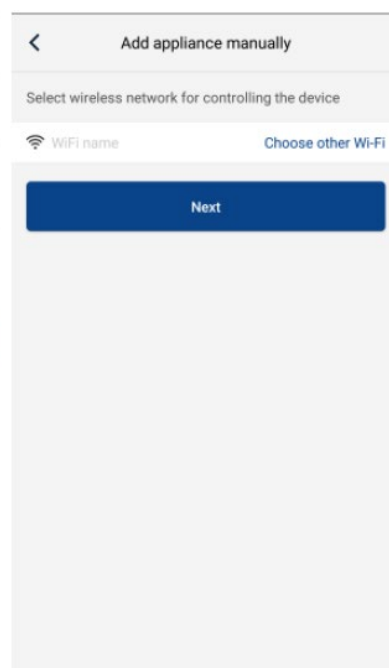 Add appliance manually
Select wireless network for controlling the device
WiFi name Choose other Wi-Fi
Next